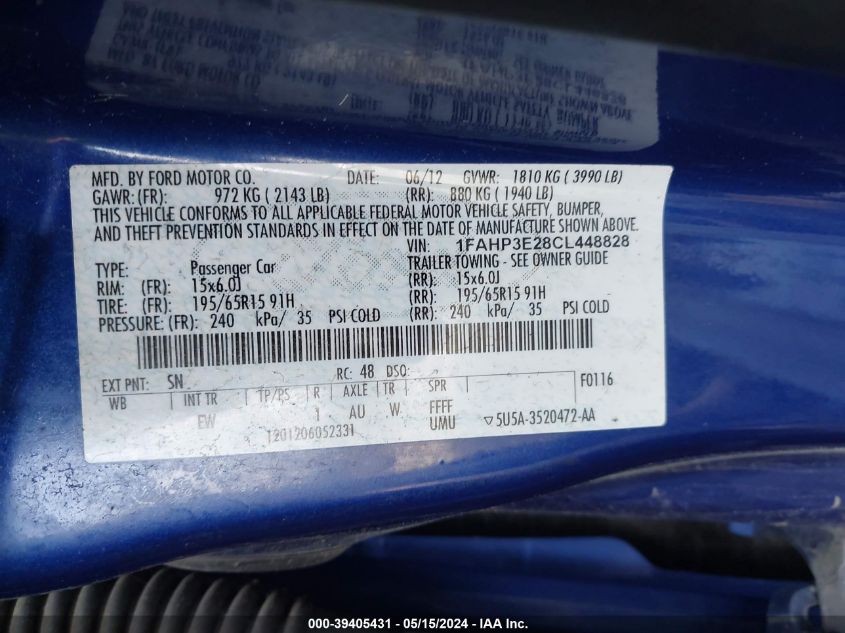 MFD. BY FORD MOTOR CO. DATE: 06/12 GVWR: 1810 KG ( 3990 LB)
GAWR: (FR): 972 KG ( 2143 LB) (RR): 880 KG ( 1940 LB)
THIS VEHICLE CONFORMS TO ALL APPLICABLE FEDERAL MOTOR VEHICLE SAFETY, BUMPER,
AND THEFT PREVENTION STANDARDS IN EFFECT ON THE DATE OF MANUFACTURE SHOWN ABOVE.
VIN: 1FAHP3E28CL448828
TYPE: Passenger Car TRAILER TOWING - SEE OWNER GUIDE
RIM: (FR): 15x6.0J (RR): 15x6.0J
TIRE: (FR): 195/65R15 91H (RR): 195/65R15 91H
PRESSURE: (FR): 240 kPa/ 35 PSI COLD (RR): 240 kPa/ 35 PSI COLD
EXT PNT: SN RC: 48 DSO: F0116
WB INT TR TP/PS R AXLE TR SPR
EW 1 AU W FFFF
1201206052331 UMU ▽5U5A-3520472-AA
000-39405431 - 05/15/2024 - IAA Inc.